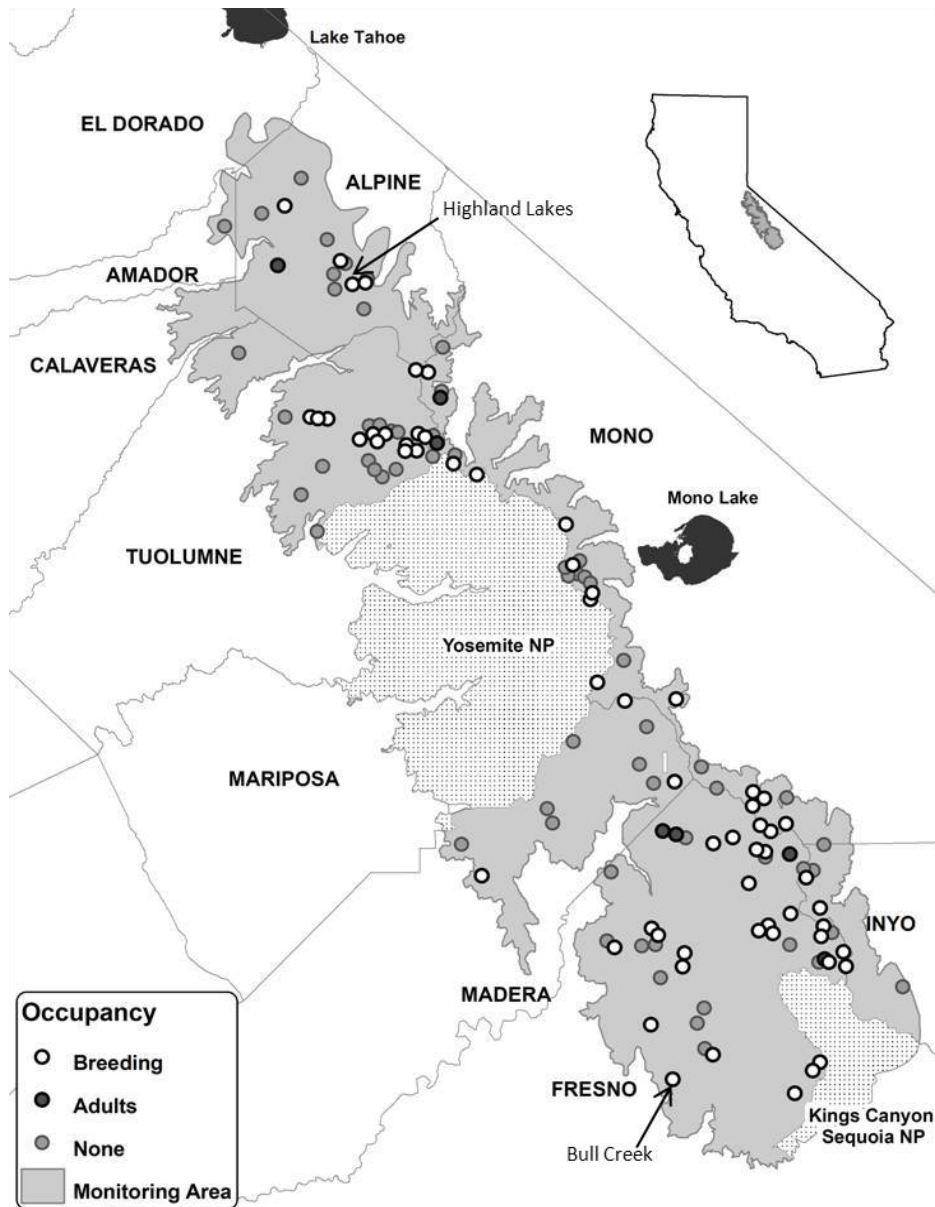 Lake Tahoe
EL DORADO
ALPINE
Highland Lakes
AMADOR
CALAVERAS
MONO
Mono Lake
TUOLUMNE
Yosemite NP
MARIPOSA
INYO
MADERA
FRESNO
Kings Canyon
Sequoia NP
Bull Creek
Occupancy
Breeding
Adults
None
Monitoring Area